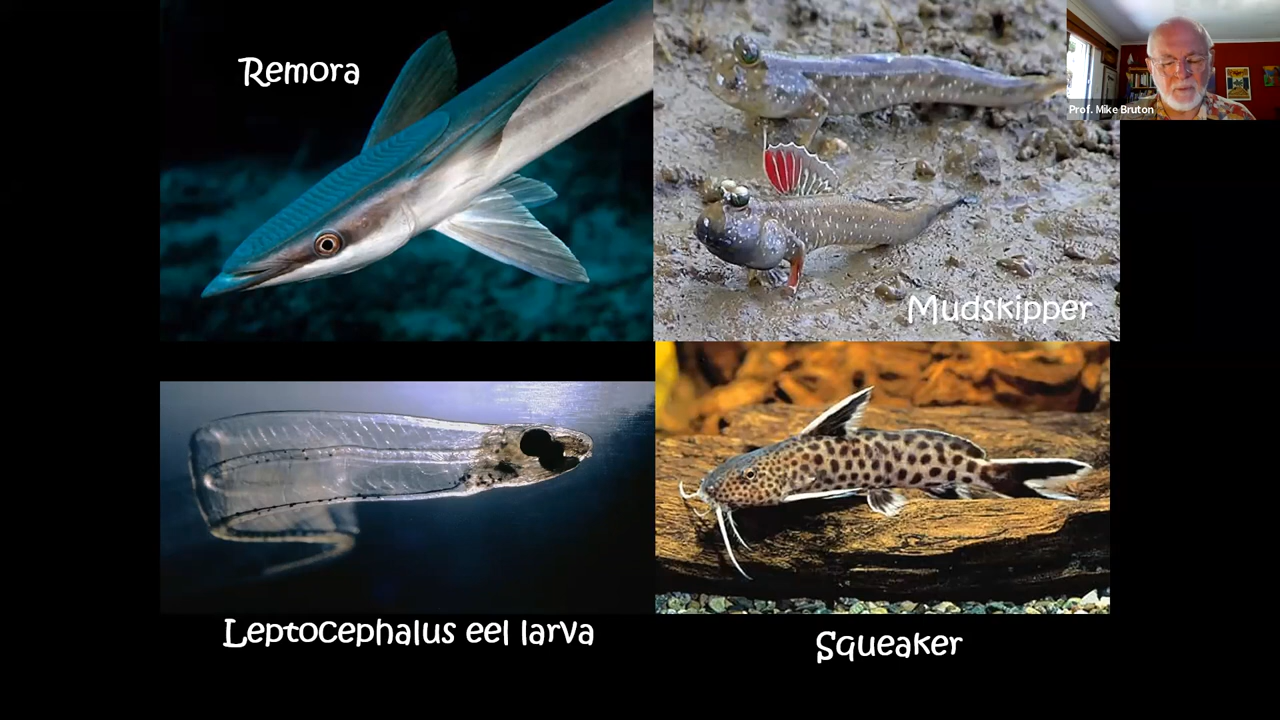 Remora
Prof. Mike Bruton
Mudskipper
Leptocephalus eel larva
Squeaker